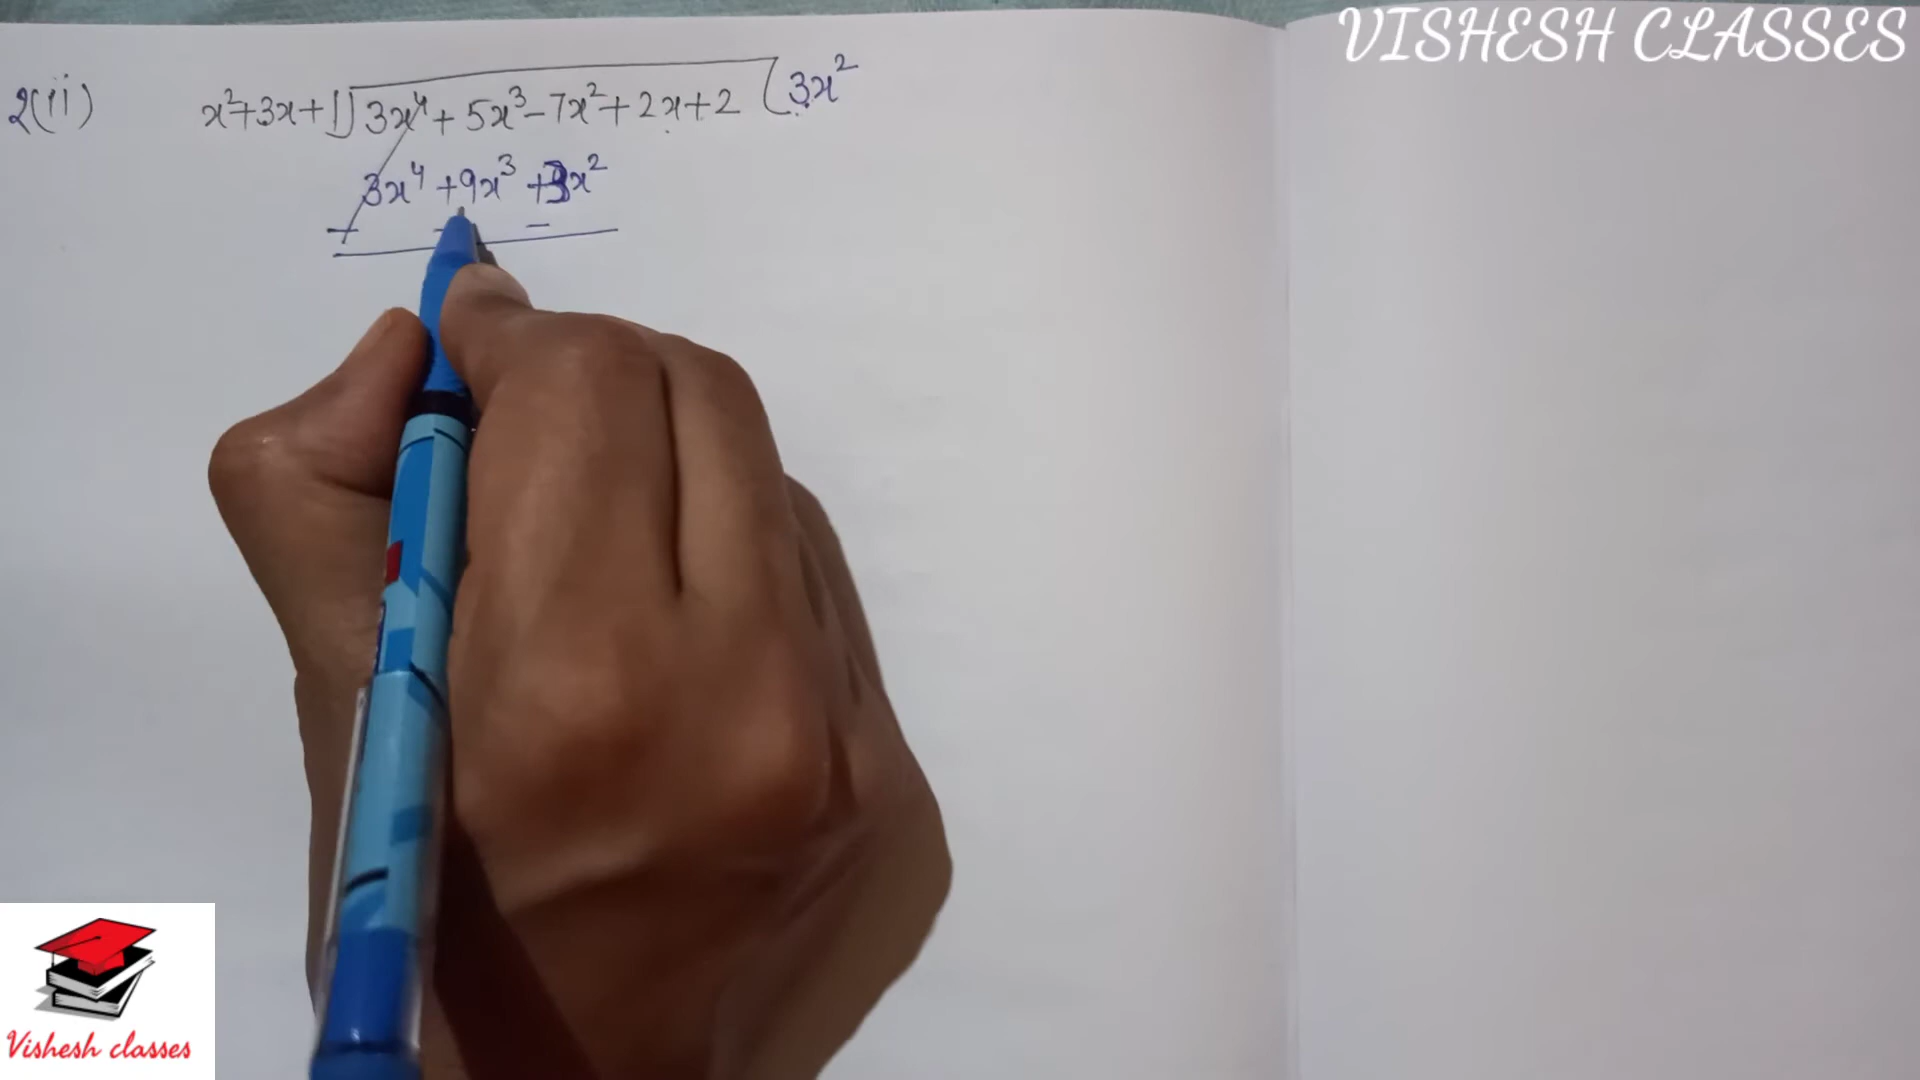 VISHESH CLASSES
2(ii) x²+3x+1)3x⁴+5x³-7x²+2x+2(3x²
3x⁴+9x³+3x²
- - -
Vishesh classes